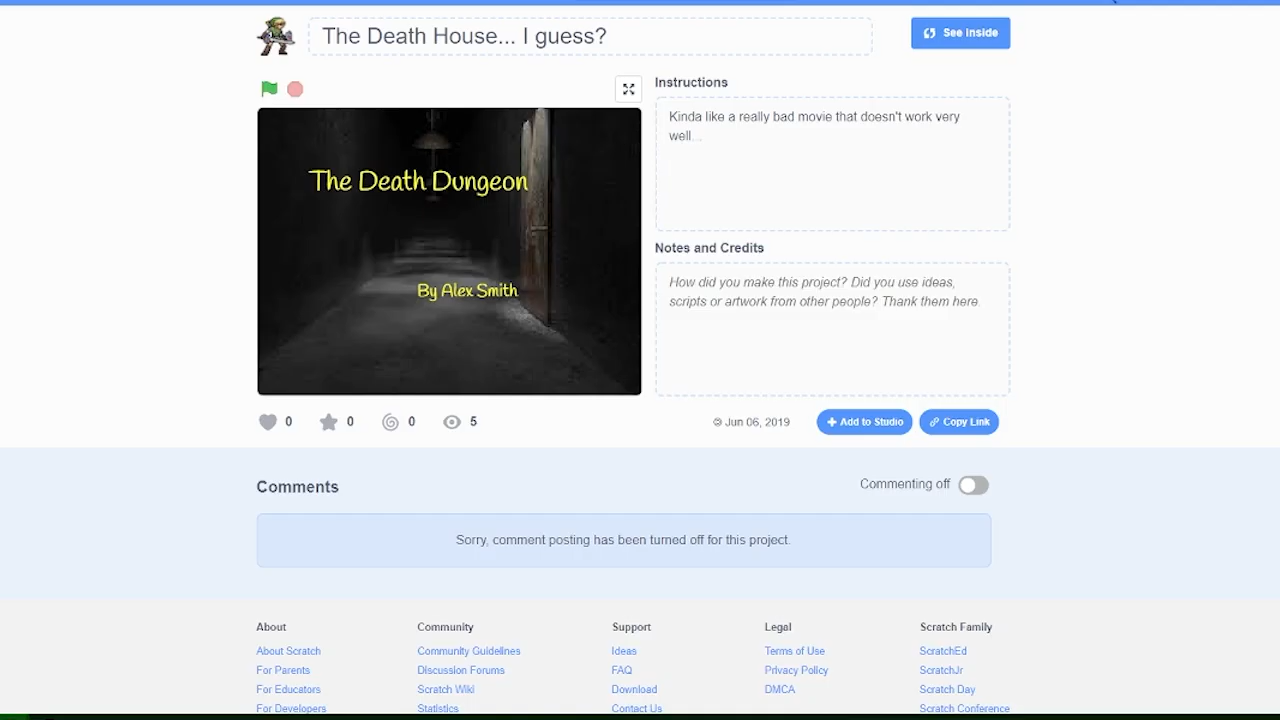 The Death House... I guess?
See inside
Instructions
Kinda like a really bad movie that doesn't work very
well...
The Death Dungeon
By Alex Smith
Notes and Credits
How did you make this project? Did you use ideas,
scripts or artwork from other people? Thank them here.
0
0
0
5
© Jun 06, 2019
Add to Studio
Copy Link
Comments
Commenting off
Sorry, comment posting has been turned off for this project.
About
Community
Support
Legal
Scratch Family
About Scratch
Community Guidelines
Ideas
Terms of Use
ScratchEd
For Parents
Discussion Forums
FAQ
Privacy Policy
ScratchJr
For Educators
Scratch Wiki
Download
DMCA
Scratch Day
For Developers
Statistics
Contact Us
Scratch Conference